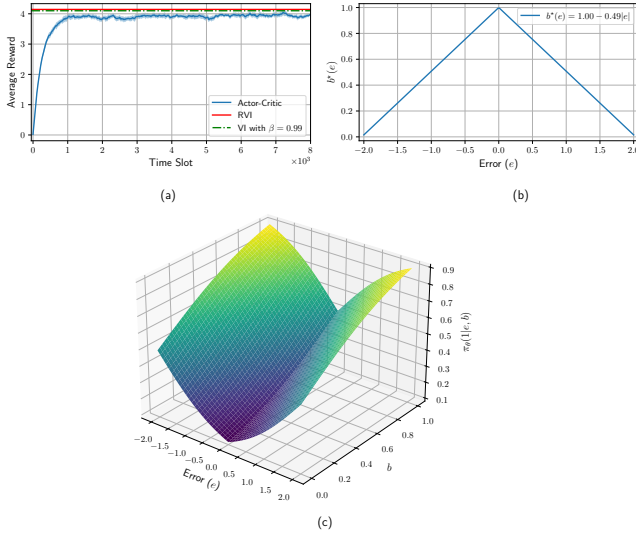 4
3
2
1
0
Average Reward
Actor-Critic
RVI
VI with β = 0.99
0 1 2 3 4 5 6 7 8
Time Slot
×10³
(a)
1.0
0.8
0.6
0.4
0.2
0.0
b*(e)
b*(e) = 1.00 − 0.49|e|
−2.0 −1.5 −1.0 −0.5 0.0 0.5 1.0 1.5 2.0
Error (e)
(b)
0.9
0.8
0.7
0.6
0.5
0.4
0.3
0.2
0.1
π_θ(1|e, b)
1.0
0.8
0.6
0.4
0.2
0.0
b
−2.0 −1.5 −1.0 −0.5 0.0 0.5 1.0 1.5 2.0
Error (e)
(c)